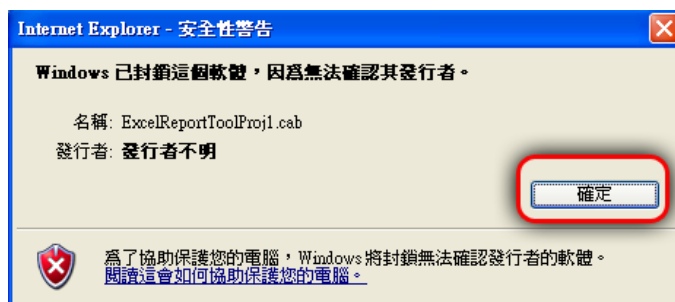 Internet Explorer - 安全性警告
Windows 已封鎖這個軟體，因為無法確認其發行者。
名稱: ExcelReportToolProj1.cab
發行者: 發行者不明
確定
為了協助保護您的電腦，Windows 將封鎖無法確認發行者的軟體。
閱讀這會如何協助保護您的電腦。